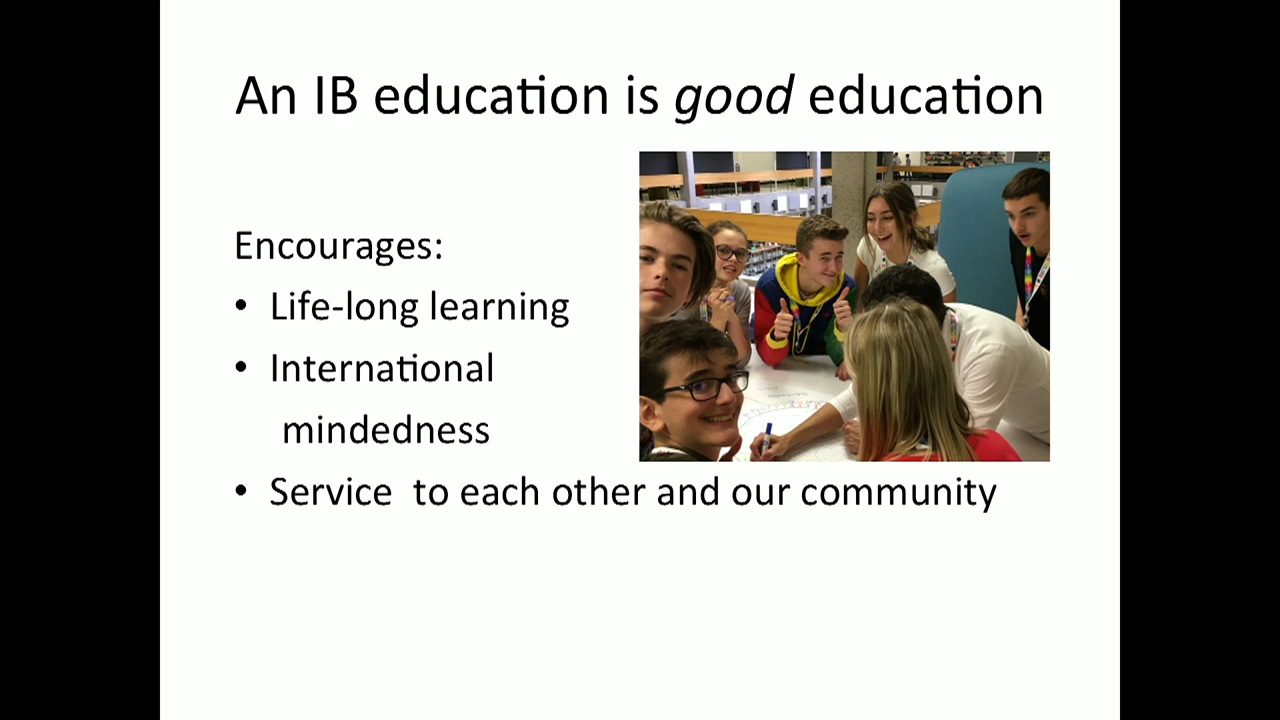 An IB education is good education
Encourages:
• Life-long learning
• International
mindedness
• Service  to each other and our community